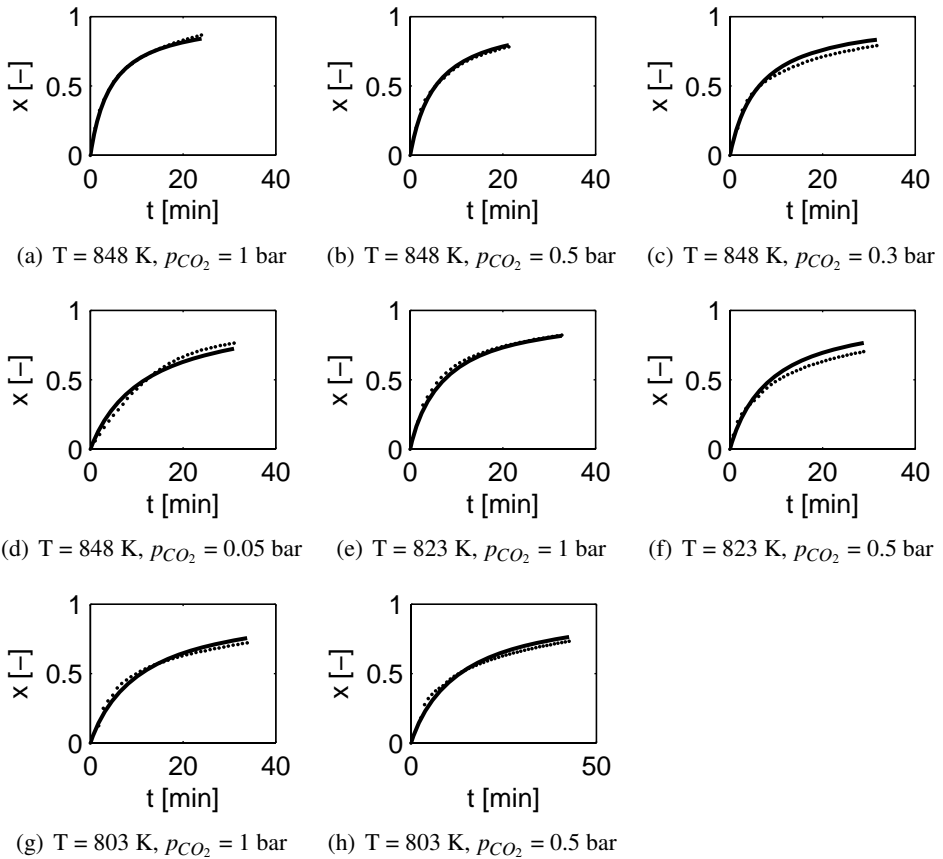 1
0.5
0
x [−]
0 20 40
t [min]
(a) T = 848 K, p_{CO_2} = 1 bar
1
0.5
0
x [−]
0 20 40
t [min]
(b) T = 848 K, p_{CO_2} = 0.5 bar
1
0.5
0
x [−]
0 20 40
t [min]
(c) T = 848 K, p_{CO_2} = 0.3 bar
1
0.5
0
x [−]
0 20 40
t [min]
(d) T = 848 K, p_{CO_2} = 0.05 bar
1
0.5
0
x [−]
0 20 40
t [min]
(e) T = 823 K, p_{CO_2} = 1 bar
1
0.5
0
x [−]
0 20 40
t [min]
(f) T = 823 K, p_{CO_2} = 0.5 bar
1
0.5
0
x [−]
0 20 40
t [min]
(g) T = 803 K, p_{CO_2} = 1 bar
1
0.5
0
x [−]
0 50
t [min]
(h) T = 803 K, p_{CO_2} = 0.5 bar